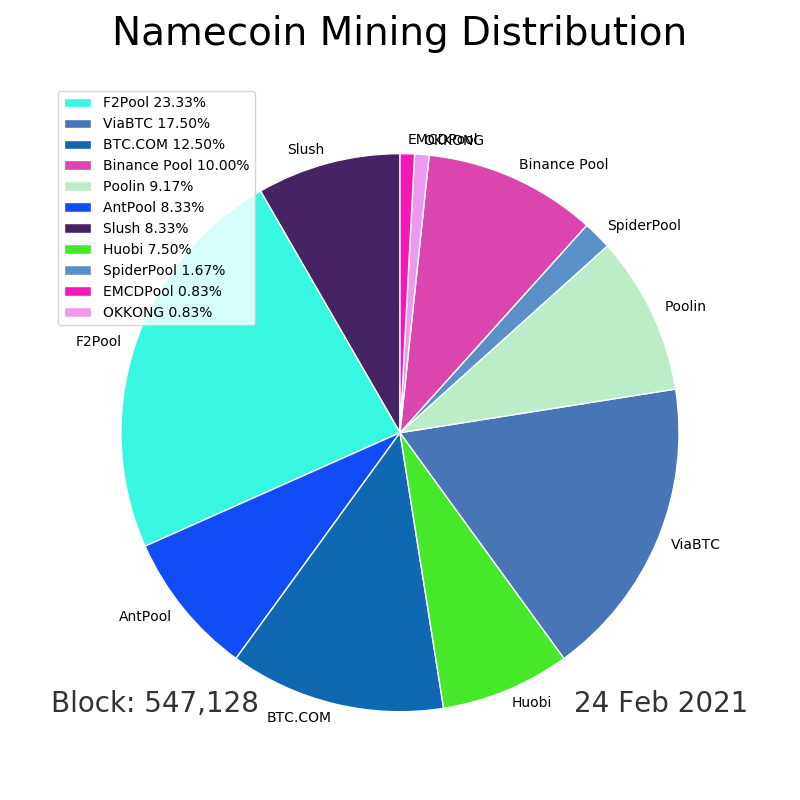 Namecoin Mining Distribution
F2Pool 23.33%
ViaBTC 17.50%
BTC.COM 12.50%
Binance Pool 10.00%
Poolin 9.17%
AntPool 8.33%
Slush 8.33%
Huobi 7.50%
SpiderPool 1.67%
EMCDPool 0.83%
OKKONG 0.83%
Slush
EMCDPool
OKKONG
Binance Pool
SpiderPool
Poolin
F2Pool
ViaBTC
AntPool
Huobi
BTC.COM
Block: 547,128
24 Feb 2021